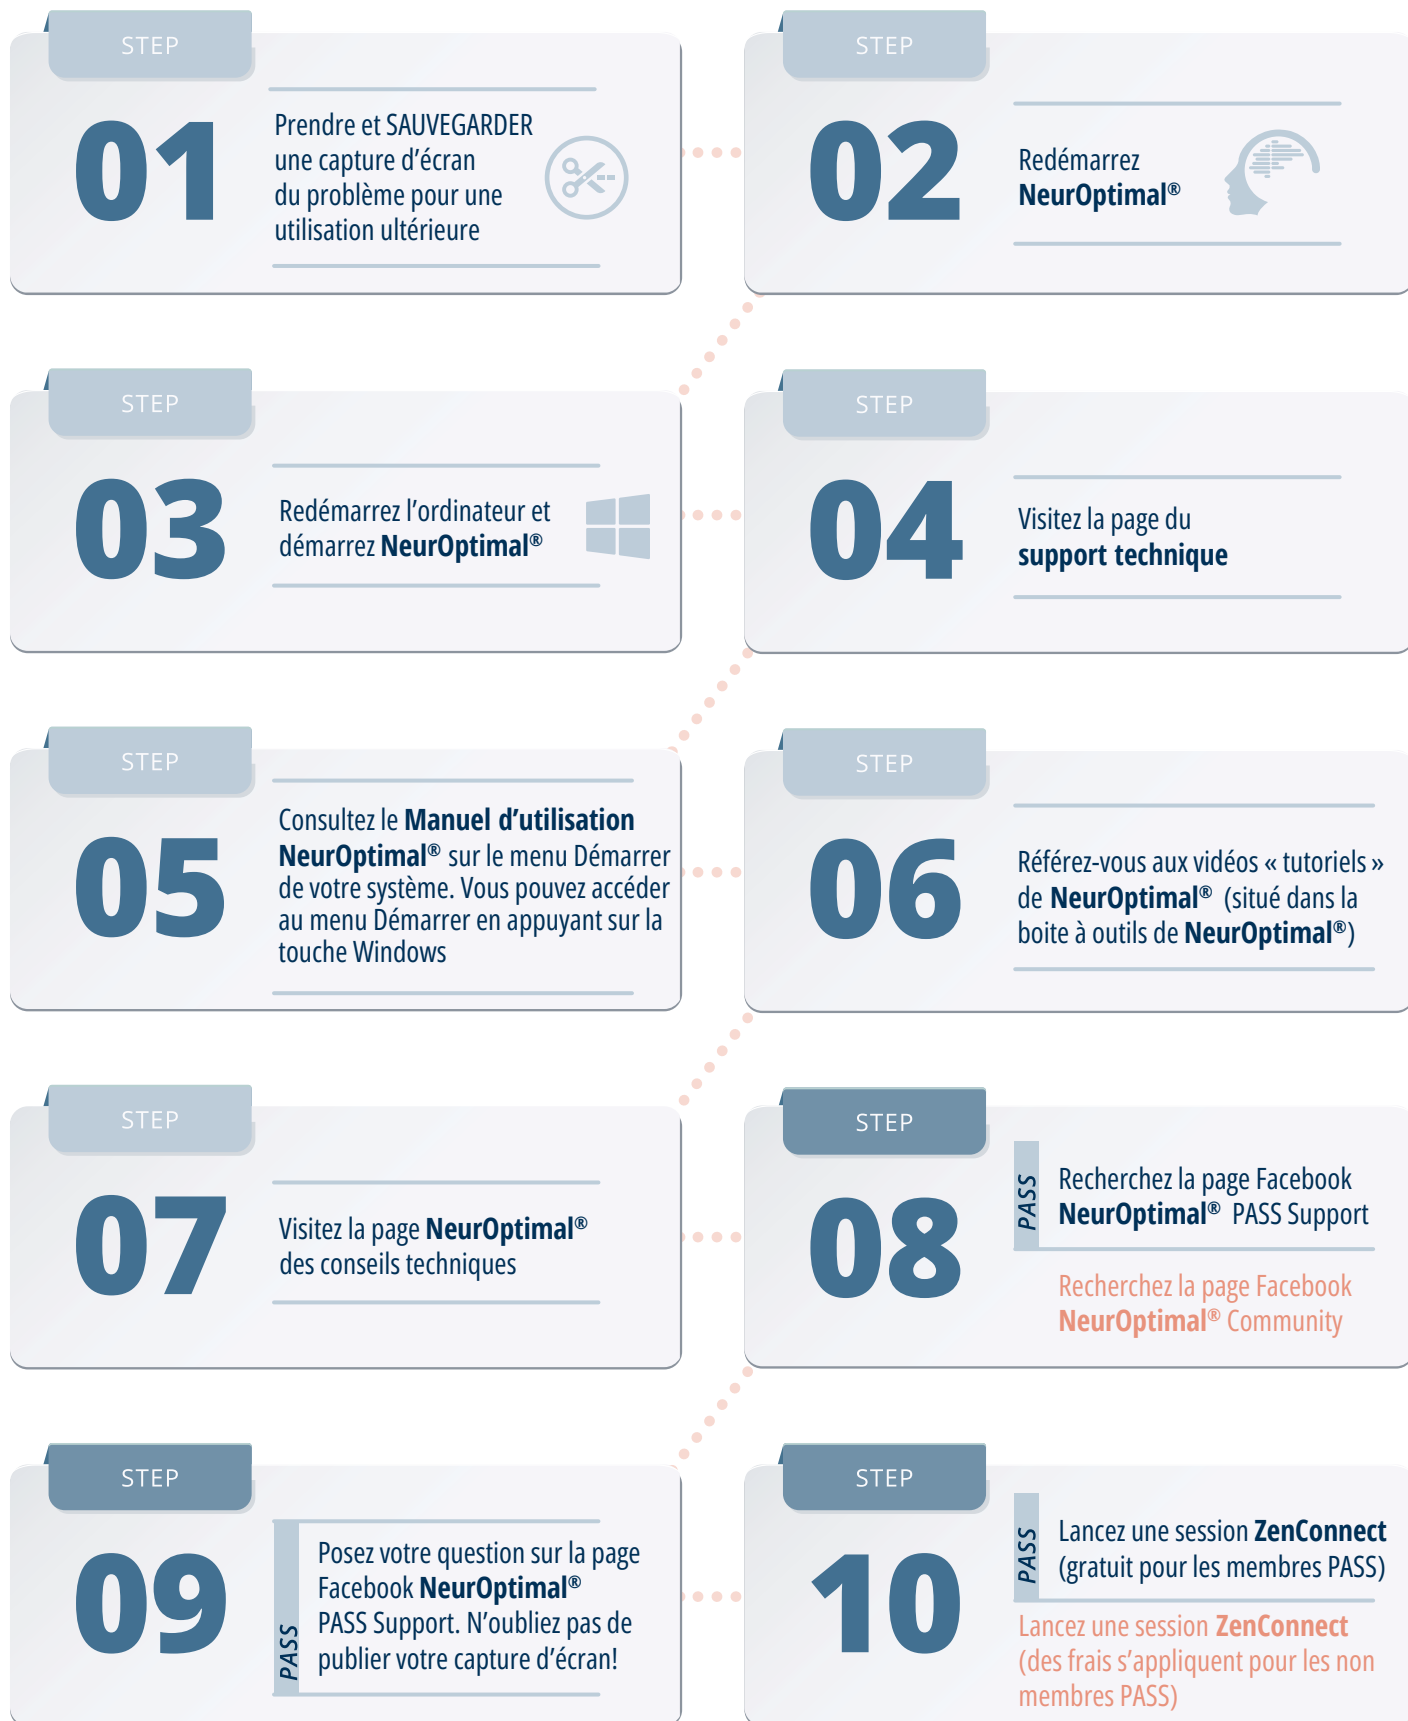 STEP
01
Prendre et SAUVEGARDER
une capture d’écran
du problème pour une
utilisation ultérieure
STEP
02
Redémarrez
NeurOptimal®
STEP
03
Redémarrez l’ordinateur et
démarrez NeurOptimal®
STEP
04
Visitez la page du
support technique
STEP
05
Consultez le Manuel d’utilisation
NeurOptimal® sur le menu Démarrer
de votre système. Vous pouvez accéder
au menu Démarrer en appuyant sur la
touche Windows
STEP
06
Référez-vous aux vidéos « tutoriels »
de NeurOptimal® (situé dans la
boite à outils de NeurOptimal®)
STEP
07
Visitez la page NeurOptimal®
des conseils techniques
STEP
08
PASS
Recherchez la page Facebook
NeurOptimal® PASS Support
Recherchez la page Facebook
NeurOptimal® Community
STEP
09
PASS
Posez votre question sur la page
Facebook NeurOptimal®
PASS Support. N’oubliez pas de
publier votre capture d’écran!
STEP
10
PASS
Lancez une session ZenConnect
(gratuit pour les membres PASS)
Lancez une session ZenConnect
(des frais s’appliquent pour les non
membres PASS)